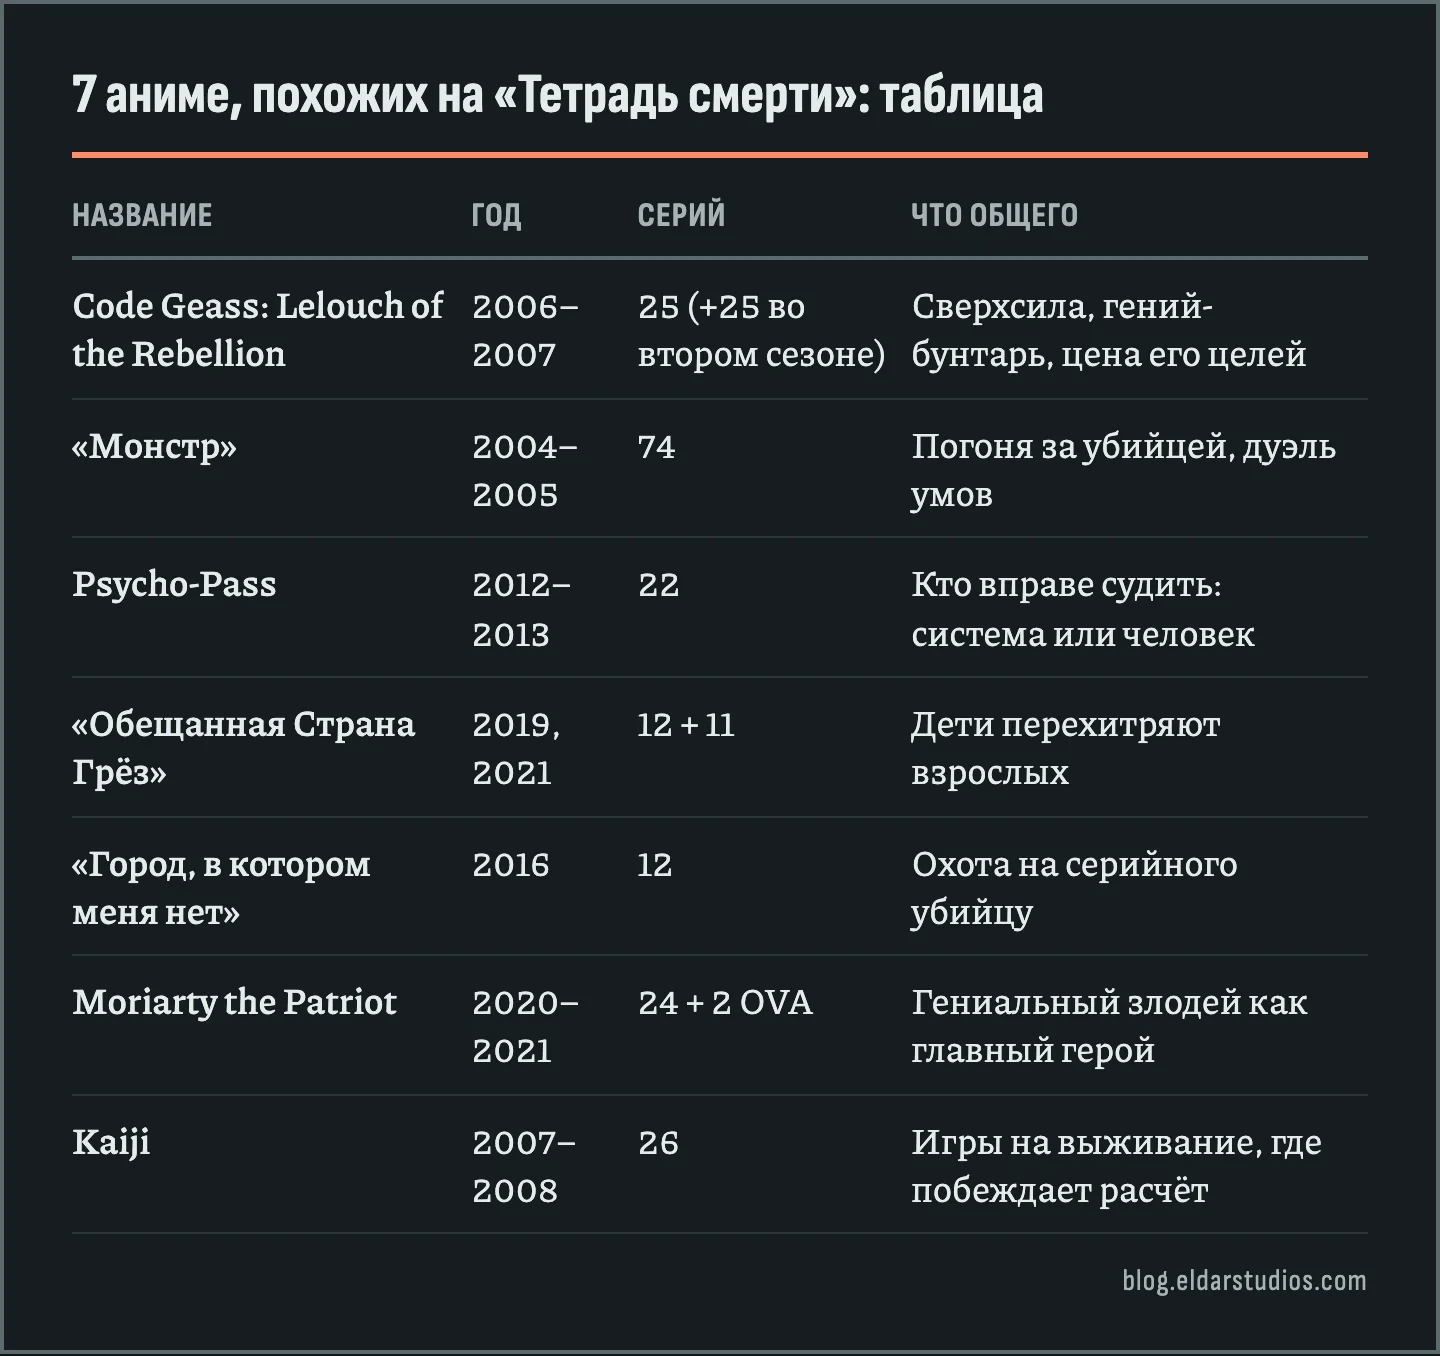 7 аниме, похожих на «Тетрадь смерти»: таблица
НАЗВАНИЕ ГОД СЕРИЙ ЧТО ОБЩЕГО
Code Geass: Lelouch of 2006– 25 (+25 во Сверхсила, гений-
the Rebellion 2007 втором сезоне) бунтарь, цена его целей
«Монстр» 2004– 74 Погоня за убийцей, дуэль
2005 умов
Psycho-Pass 2012– 22 Кто вправе судить:
2013 система или человек
«Обещанная Страна 2019, 12 + 11 Дети перехитряют
Грёз» 2021 взрослых
«Город, в котором 2016 12 Охота на серийного
меня нет» убийцу
Moriarty the Patriot 2020– 24 + 2 OVA Гениальный злодей как
2021 главный герой
Kaiji 2007– 26 Игры на выживание, где
2008 побеждает расчёт
blog.eldarstudios.com